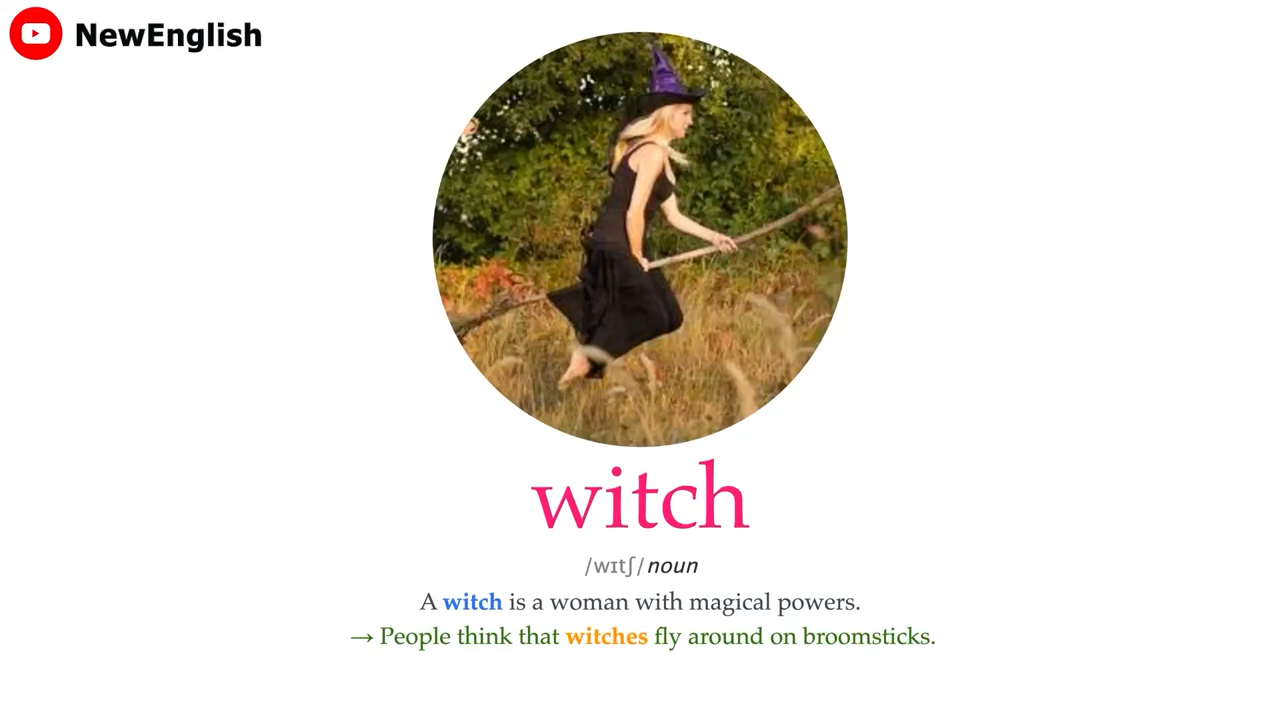 NewEnglish
witch
/wɪtʃ/noun
A witch is a woman with magical powers.
→ People think that witches fly around on broomsticks.